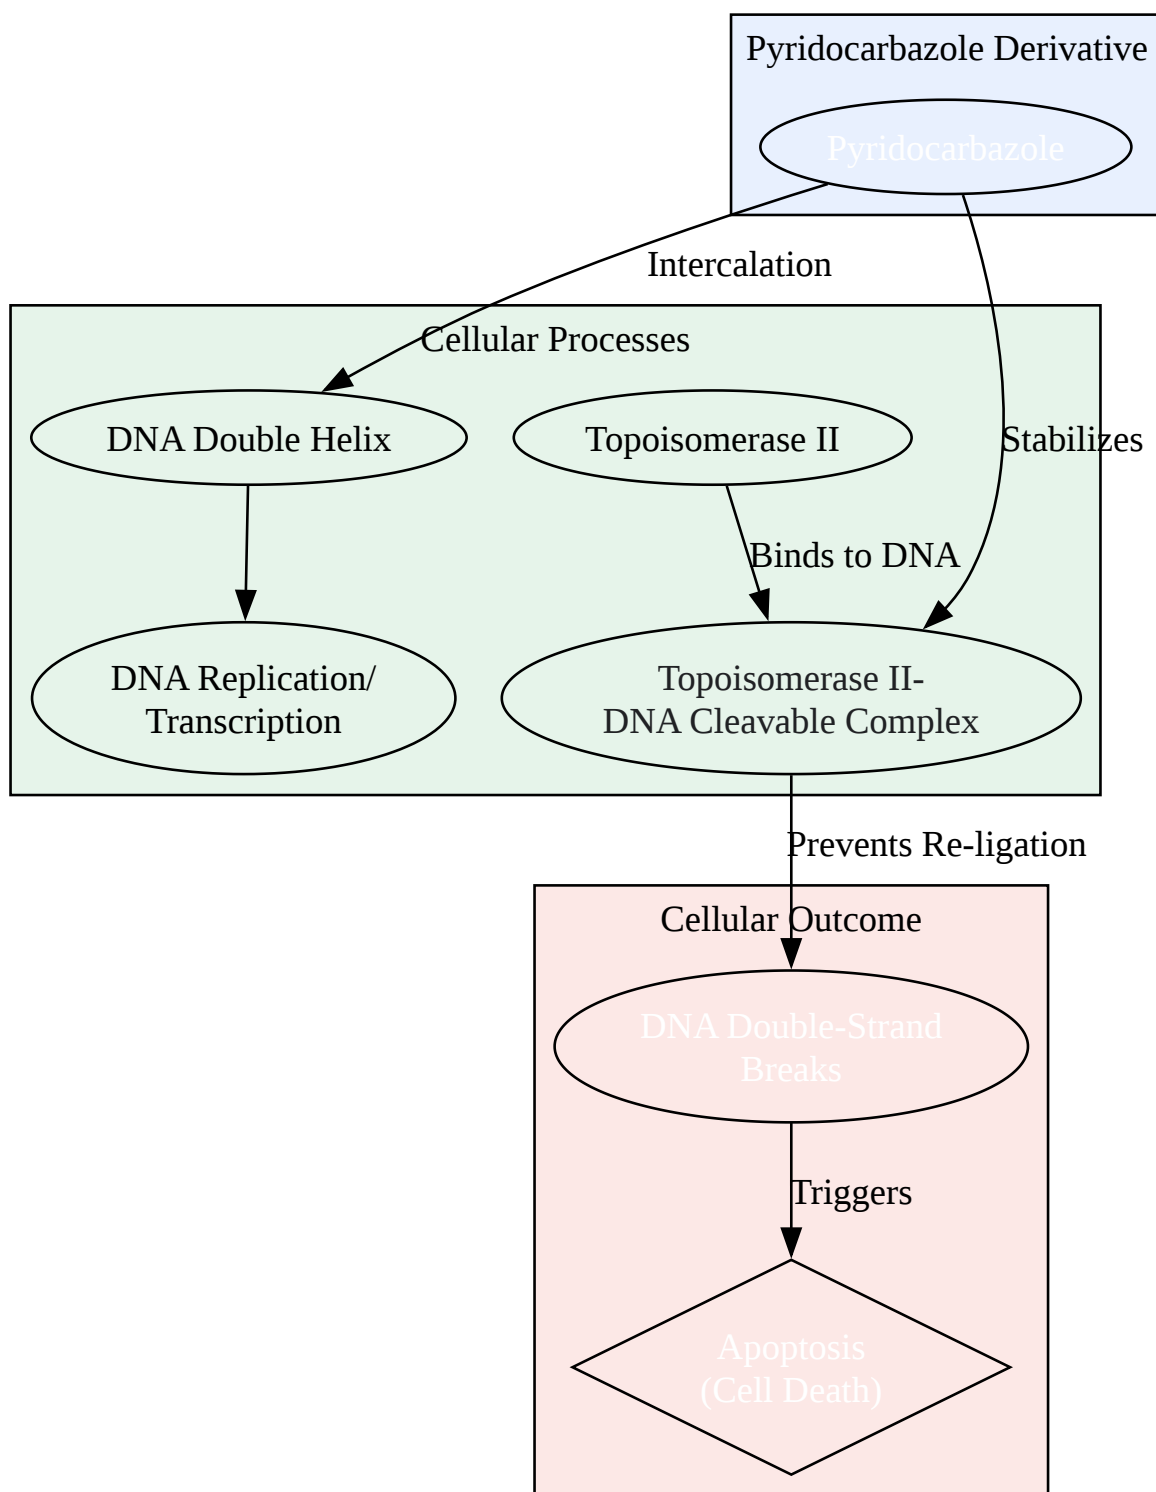 Pyridocarbazole Derivative
Pyridocarbazole
Intercalation
Cellular Processes
DNA Double Helix
Topoisomerase II
Stabilizes
Binds to DNA
DNA Replication/
Transcription
Topoisomerase II-
DNA Cleavable Complex
Prevents Re-ligation
Cellular Outcome
DNA Double-Strand
Breaks
Triggers
Apoptosis
(Cell Death)